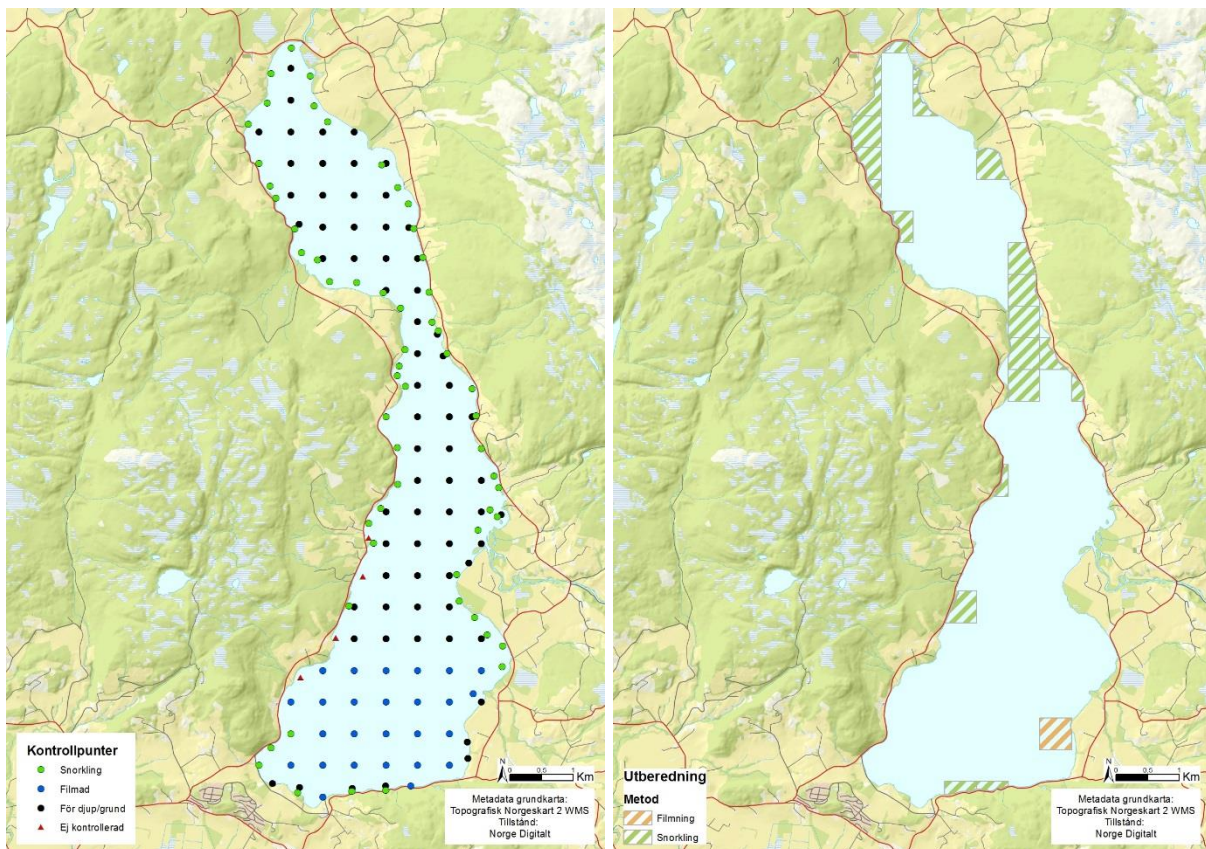 Kontrollpunter
Snorkling
Filmad
För djup/grund
Ej kontrollerad
N
0 0,5 1
Km
Metadata grundkarta:
Topografisk Norgeskart 2 WMS
Tillstånd:
Norge Digitalt
Utberedning
Metod
Filmning
Snorkling
N
0 0,5 1
Km
Metadata grundkarta:
Topografisk Norgeskart 2 WMS
Tillstånd:
Norge Digitalt